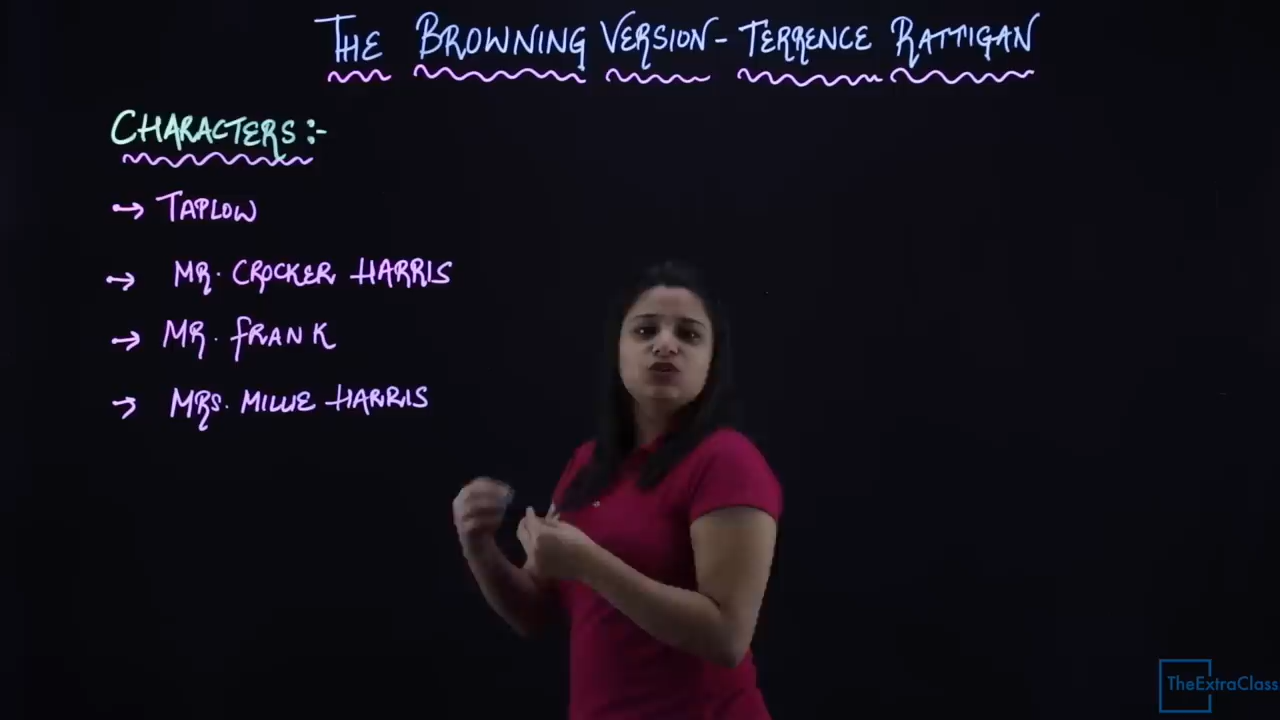 THE BROWNING VERSION - TERRENCE RATTIGAN
CHARACTERS :-
→ TAPLOW
→ MR. CROCKER HARRIS
→ MR. FRANK
→ MRS. MILLIE HARRIS
TheExtraClass